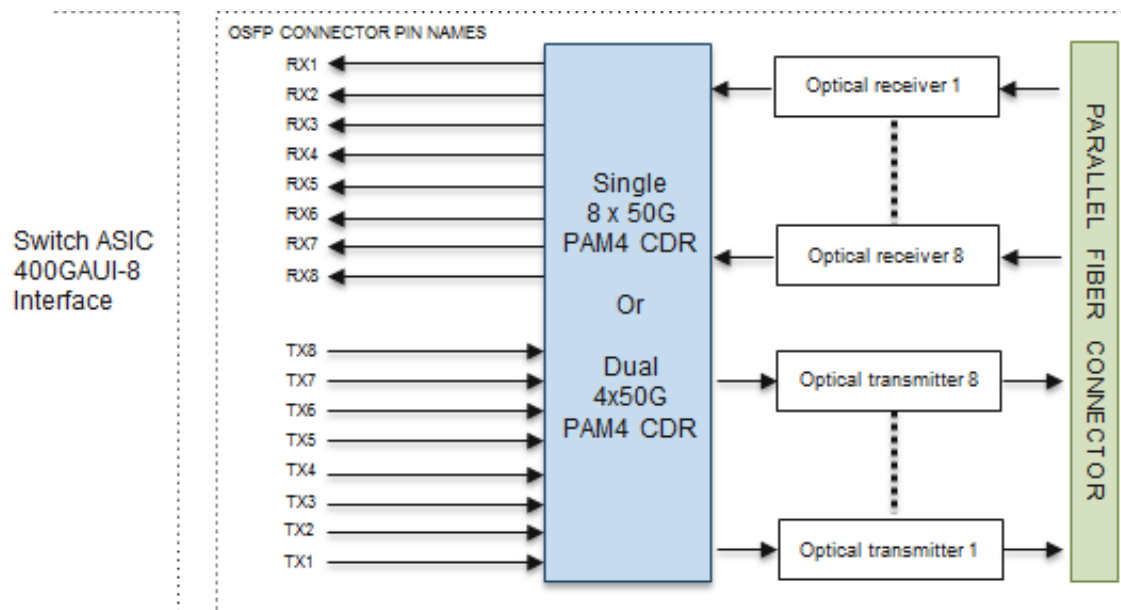 OSFP CONNECTOR PIN NAMES
RX1
RX2
RX3
RX4
RX5
RX6
RX7
RX8
TX8
TX7
TX6
TX5
TX4
TX3
TX2
TX1
Switch ASIC
400GAUI-8
Interface
Single
8 x 50G
PAM4 CDR
Or
Dual
4x50G
PAM4 CDR
Optical receiver 1
Optical receiver 8
Optical transmitter 8
Optical transmitter 1
PARALLEL FIBER CONNECTOR